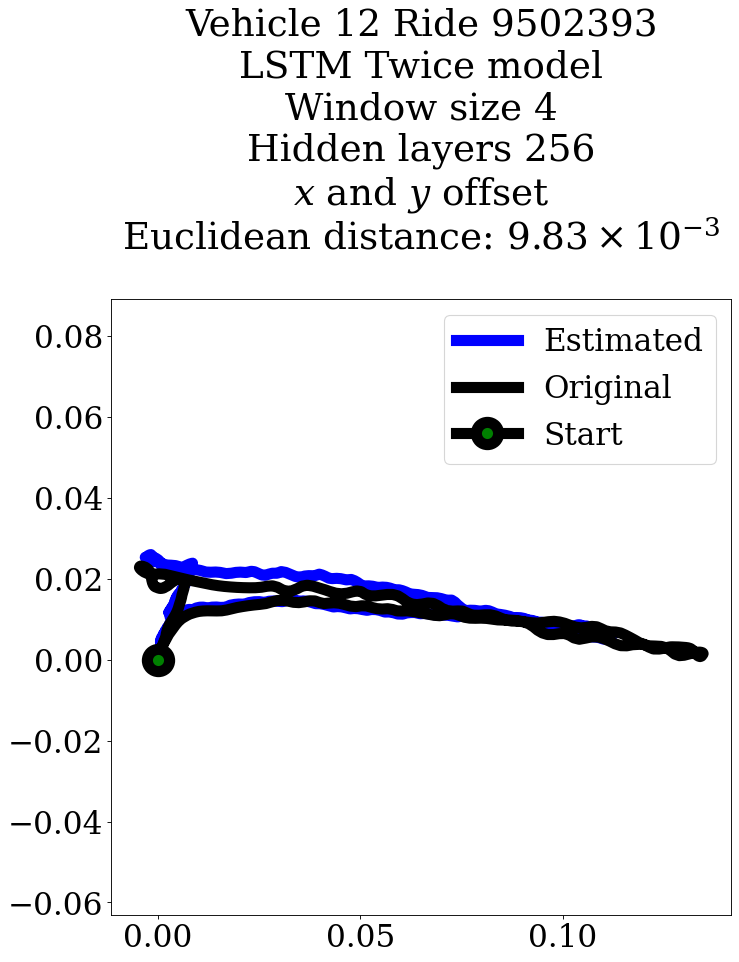 Vehicle 12 Ride 9502393
LSTM Twice model
Window size 4
Hidden layers 256
x and y offset
Euclidean distance: 9.83 × 10⁻³
Estimated
Original
Start
0.08
0.06
0.04
0.02
0.00
−0.02
−0.04
−0.06
0.00 0.05 0.10